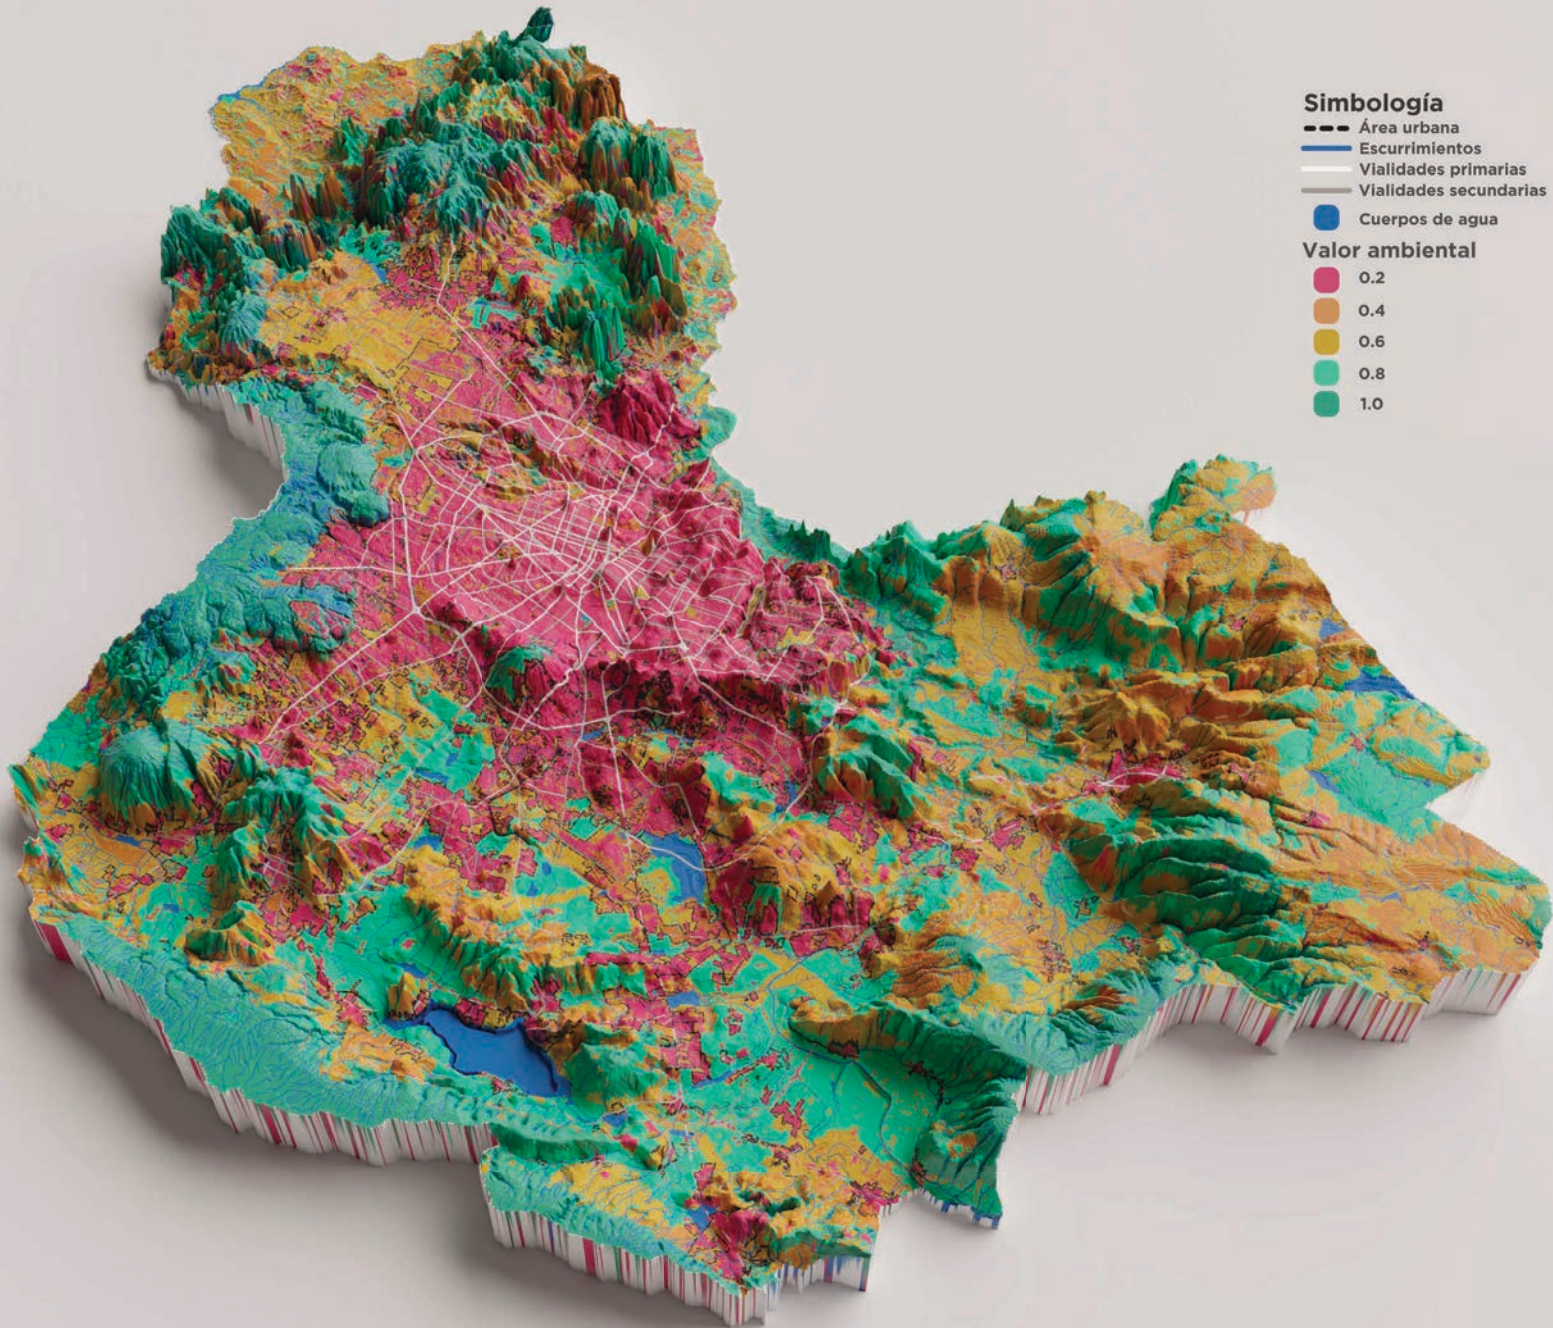 Simbología
Área urbana
Escurrimientos
Vialidades primarias
Vialidades secundarias
Cuerpos de agua
Valor ambiental
0.2
0.4
0.6
0.8
1.0